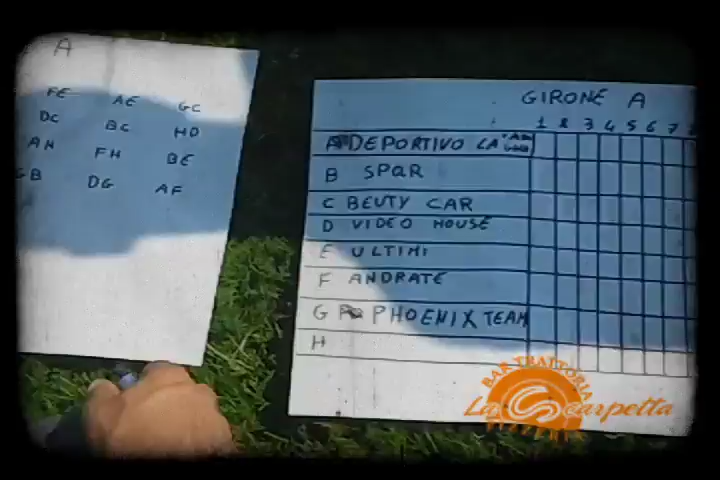 A
FE AE GC
DC BC HD
AH FH BE
GB DG AF
GIRONE A
1 2 3 4 5 6 7
A DEPORTIVO LA
B SPQR
C BEUTY CAR
D VIDEO HOUSE
E ULTIMI
F ANDRATE
G PHOENIX TEAM
H
BAR TRATTORIA
La Scarpetta